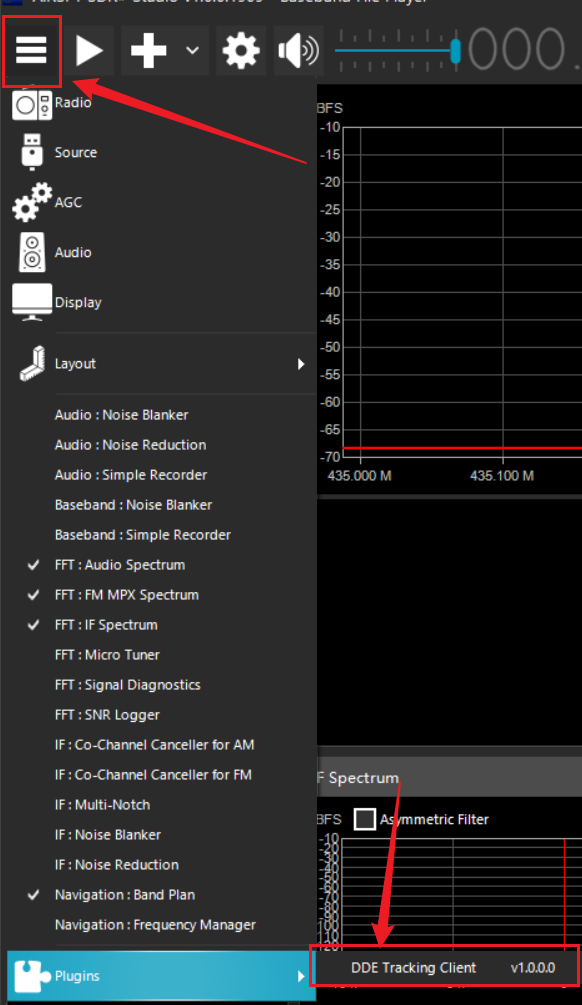 000.
Radio
Source
AGC
Audio
Display
Layout
Audio : Noise Blanker
Audio : Noise Reduction
Audio : Simple Recorder
Baseband : Noise Blanker
Baseband : Simple Recorder
FFT : Audio Spectrum
FFT : FM MPX Spectrum
FFT : IF Spectrum
FFT : Micro Tuner
FFT : Signal Diagnostics
FFT : SNR Logger
IF : Co-Channel Canceller for AM
IF : Co-Channel Canceller for FM
IF : Multi-Notch
IF : Noise Blanker
IF : Noise Reduction
Navigation : Band Plan
Navigation : Frequency Manager
Plugins
BFS
-10
-15
-20
-25
-30
-35
-40
-45
-50
-55
-60
-65
-70
435.000 M 435.100 M
F Spectrum
BFS Asymmetric Filter
-10
-20
-30
-40
-50
-60
-70
-80
-90
-100
-110
-120
DDE Tracking Client v1.0.0.0